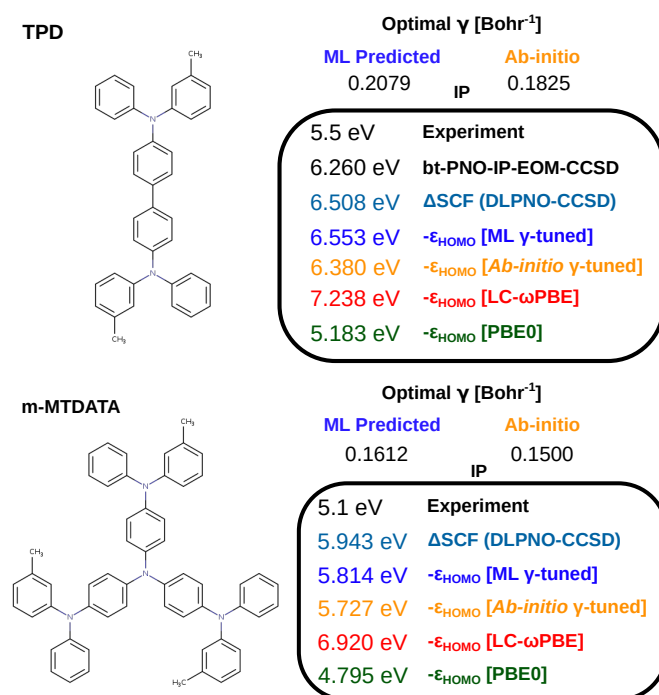 TPD
Optimal γ [Bohr⁻¹]
ML Predicted Ab-initio
0.2079 0.1825
IP
CH₃
N
N
CH₃
5.5 eV Experiment
6.260 eV bt-PNO-IP-EOM-CCSD
6.508 eV ΔSCF (DLPNO-CCSD)
6.553 eV -εHOMO [ML γ-tuned]
6.380 eV -εHOMO [Ab-initio γ-tuned]
7.238 eV -εHOMO [LC-ωPBE]
5.183 eV -εHOMO [PBE0]
m-MTDATA
Optimal γ [Bohr⁻¹]
ML Predicted Ab-initio
0.1612 0.1500
IP
CH₃
N
CH₃
N
N
N
H₃C
5.1 eV Experiment
5.943 eV ΔSCF (DLPNO-CCSD)
5.814 eV -εHOMO [ML γ-tuned]
5.727 eV -εHOMO [Ab-initio γ-tuned]
6.920 eV -εHOMO [LC-ωPBE]
4.795 eV -εHOMO [PBE0]